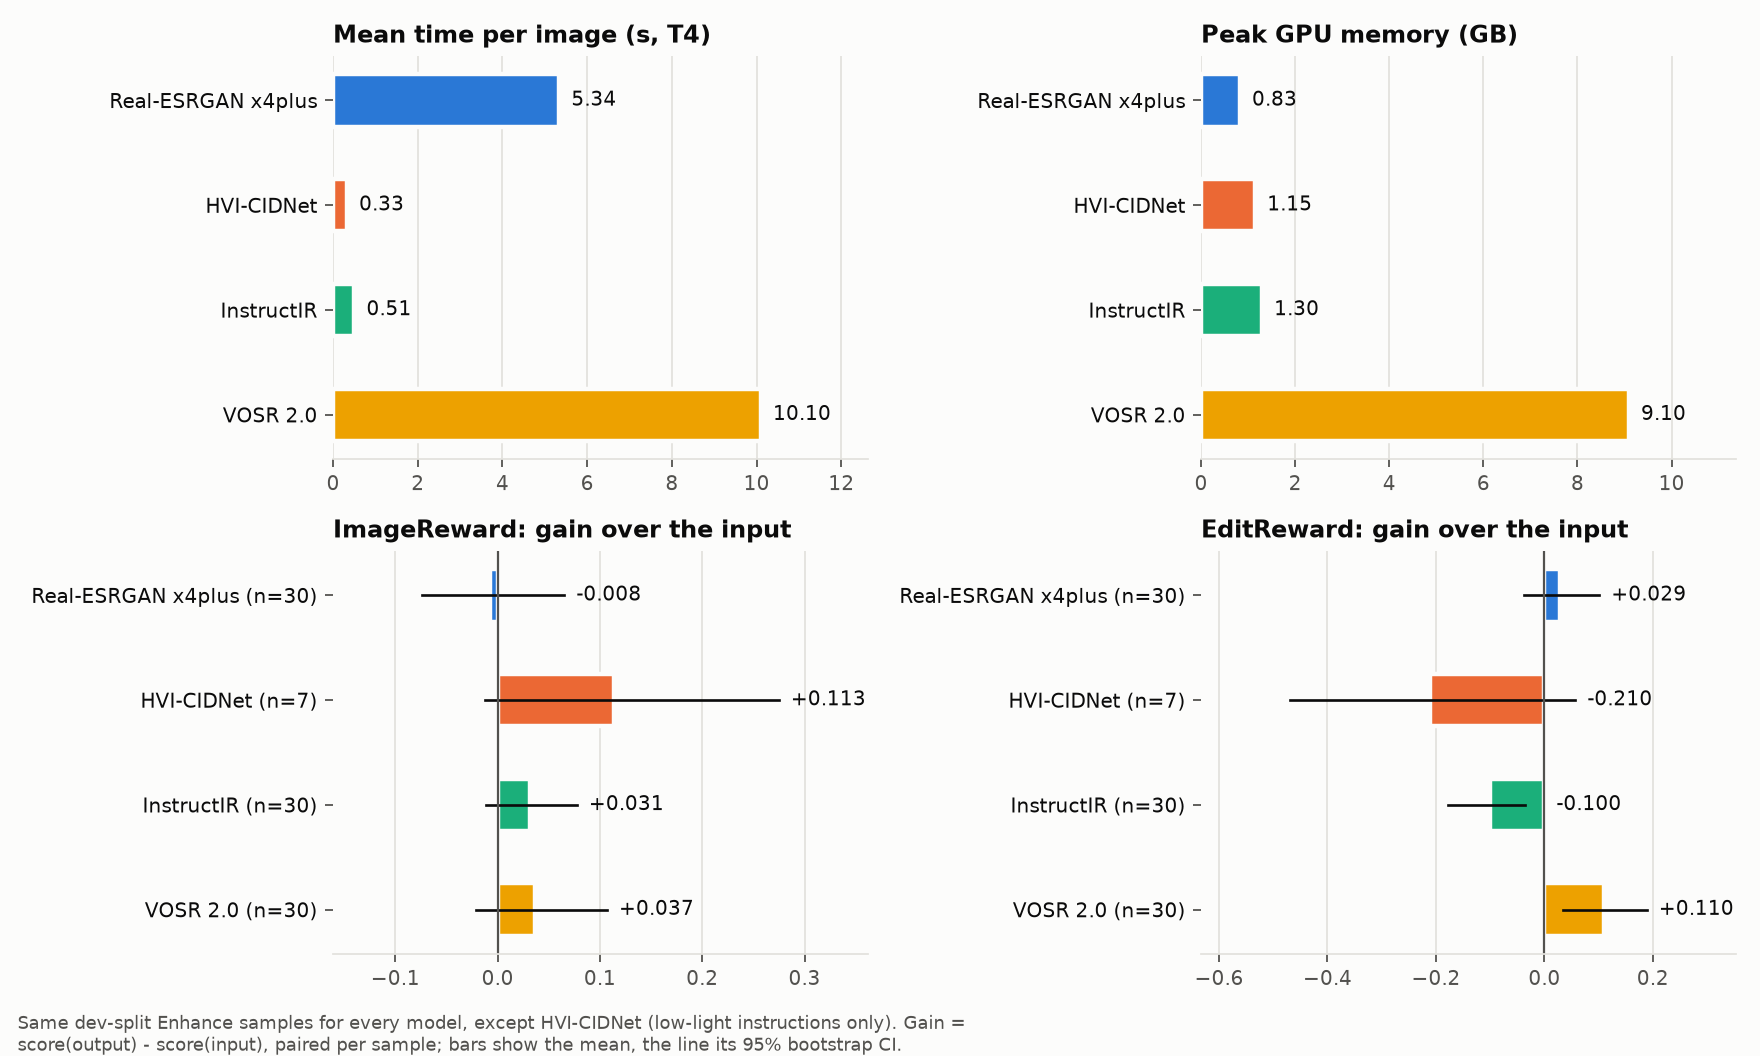 Mean time per image (s, T4)
Real-ESRGAN x4plus
5.34
HVI-CIDNet
0.33
InstructIR
0.51
VOSR 2.0
10.10
0 2 4 6 8 10 12
Peak GPU memory (GB)
Real-ESRGAN x4plus
0.83
HVI-CIDNet
1.15
InstructIR
1.30
VOSR 2.0
9.10
0 2 4 6 8 10
ImageReward: gain over the input
Real-ESRGAN x4plus (n=30)
-0.008
HVI-CIDNet (n=7)
+0.113
InstructIR (n=30)
+0.031
VOSR 2.0 (n=30)
+0.037
−0.1 0.0 0.1 0.2 0.3
EditReward: gain over the input
Real-ESRGAN x4plus (n=30)
+0.029
HVI-CIDNet (n=7)
-0.210
InstructIR (n=30)
-0.100
VOSR 2.0 (n=30)
+0.110
−0.6 −0.4 −0.2 0.0 0.2
Same dev-split Enhance samples for every model, except HVI-CIDNet (low-light instructions only). Gain =
score(output) - score(input), paired per sample; bars show the mean, the line its 95% bootstrap CI.